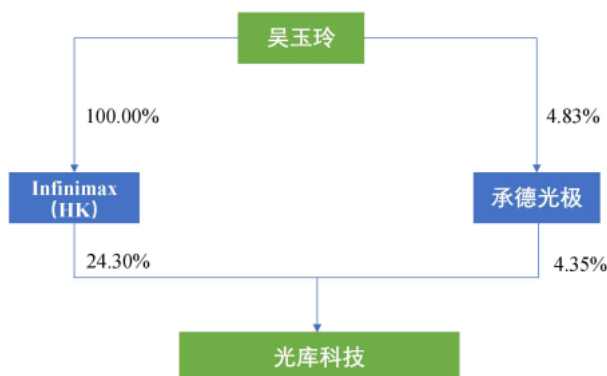 吴玉玲
100.00%
4.83%
Infinimax
（HK）
承德光极
24.30%
4.35%
光库科技